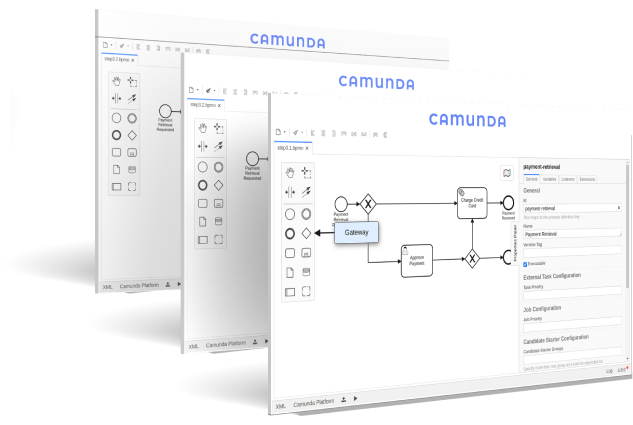 CAMUNDA
step3.1.bpmn ×
Payment
Retrieval
Requested
XML Camunda Platform
CAMUNDA
step3.2.bpmn ×
Payment
Retrieval
Requested
XML Camunda Platform
CAMUNDA
step3.1.bpmn ×
Payment
Retrieval
Gateway
Charge Credit
Card
Approve
Payment
Payment
Received
Properties Panel
payment-retrieval
General Variables Listeners Extensions
General
Id
payment-retrieval
Name
Payment Retrieval
Version Tag
Executable
External Task Configuration
Task Priority
Job Configuration
Job Priority
Candidate Starter Configuration
Candidate Starter Groups
XML Camunda Platform
Log